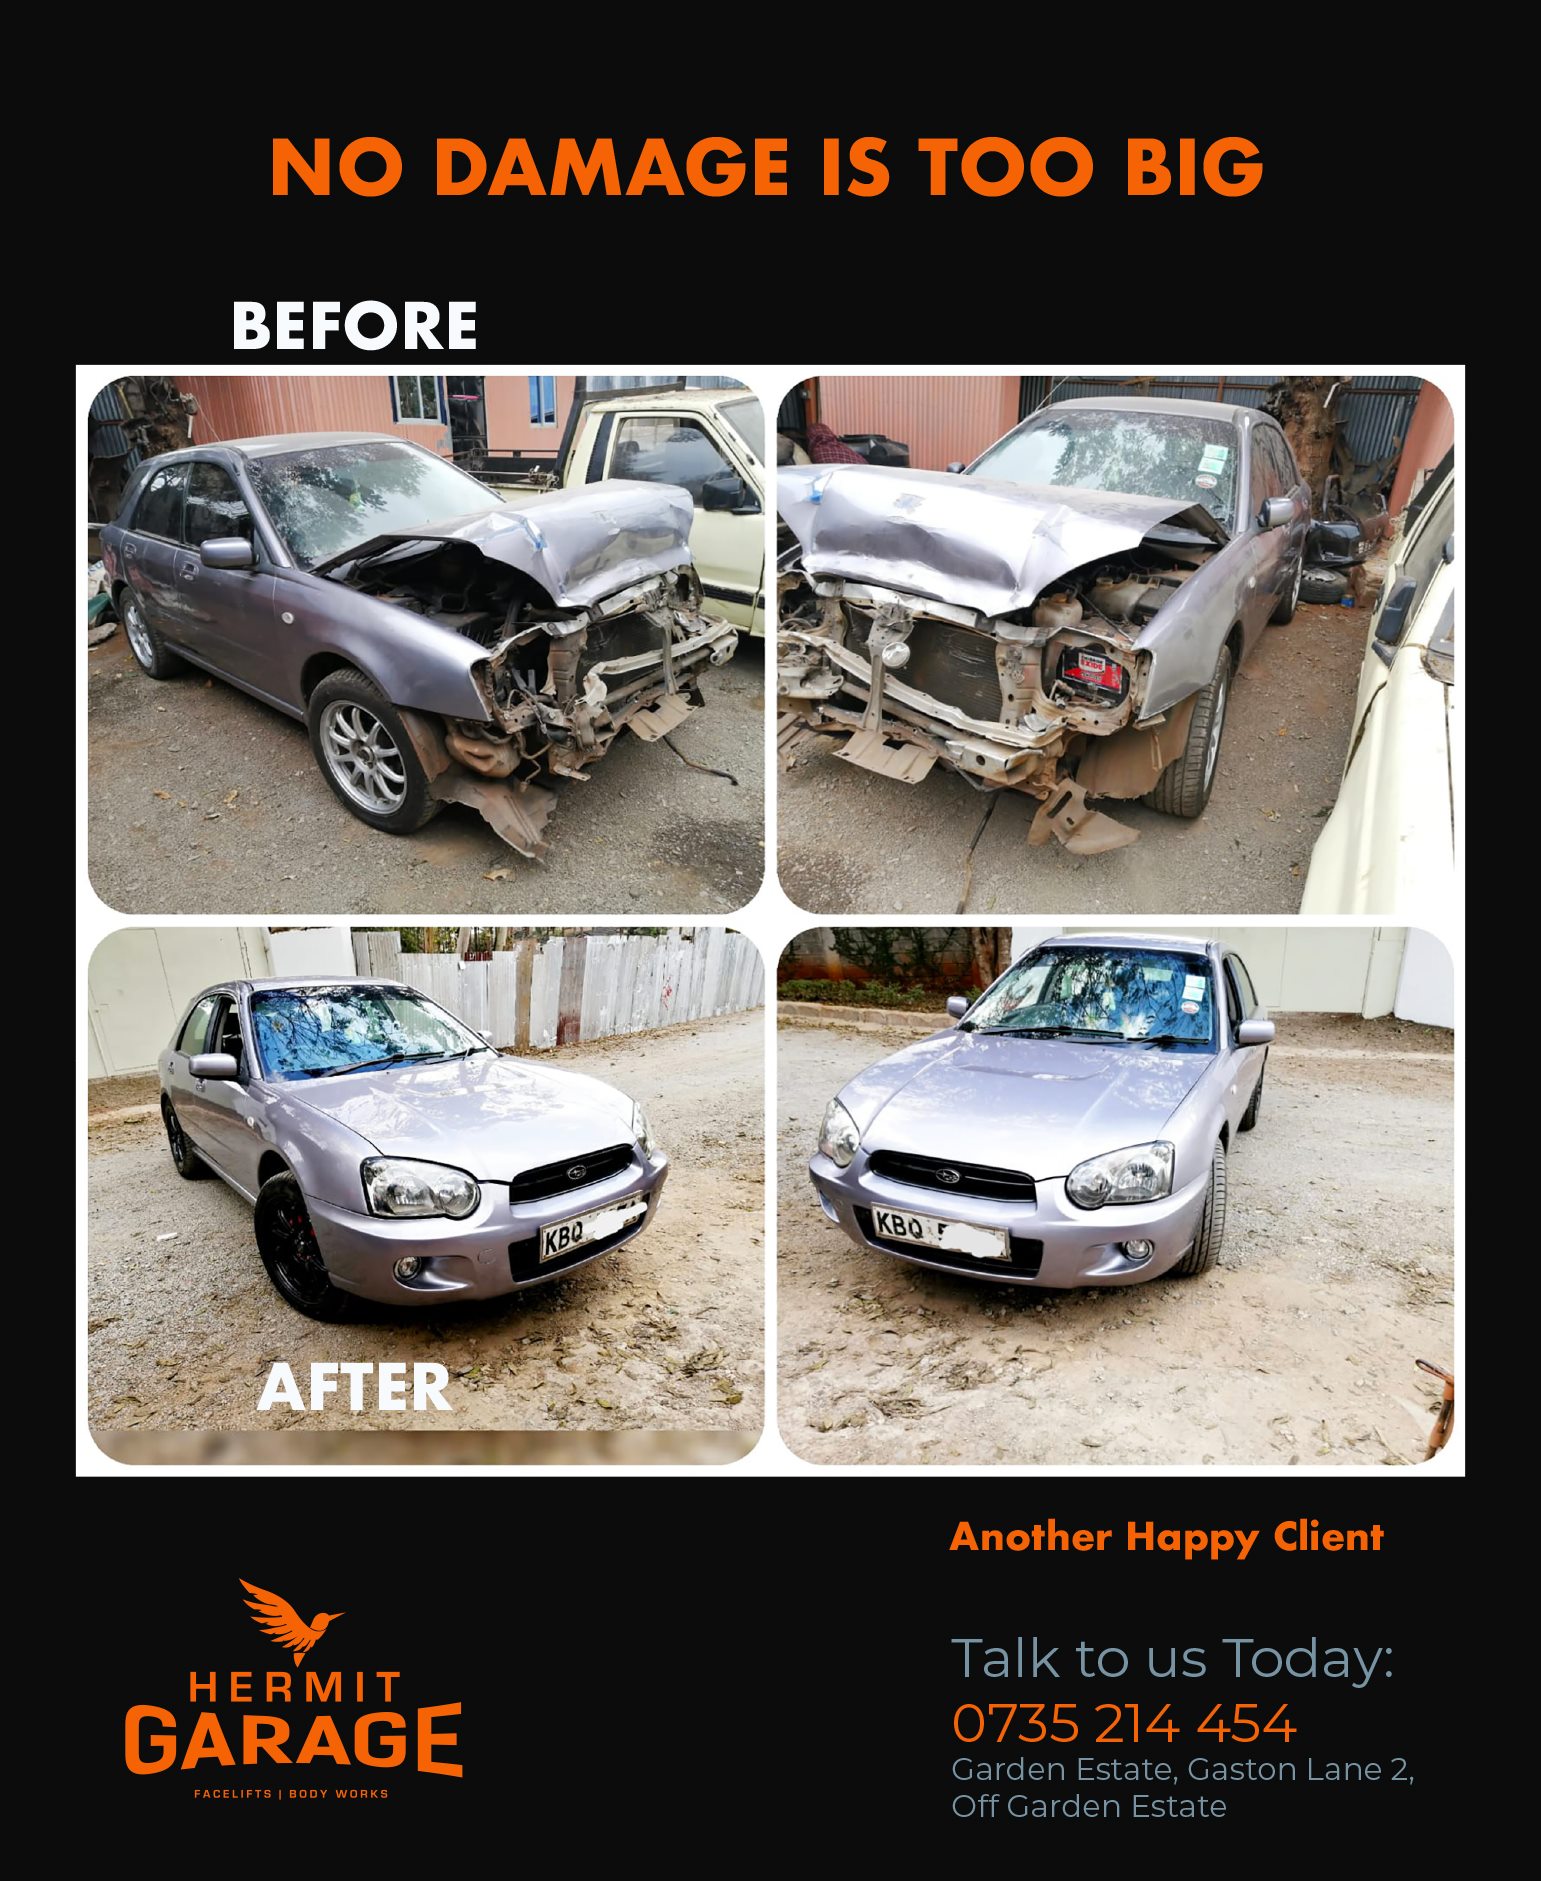 NO DAMAGE IS TOO BIG
BEFORE
EXIDE
KBQ
KBQ
AFTER
Another Happy Client
HERMIT
GARAGE
FACELIFTS | BODY WORKS
Talk to us Today:
0735 214 454
Garden Estate, Gaston Lane 2,
Off Garden Estate